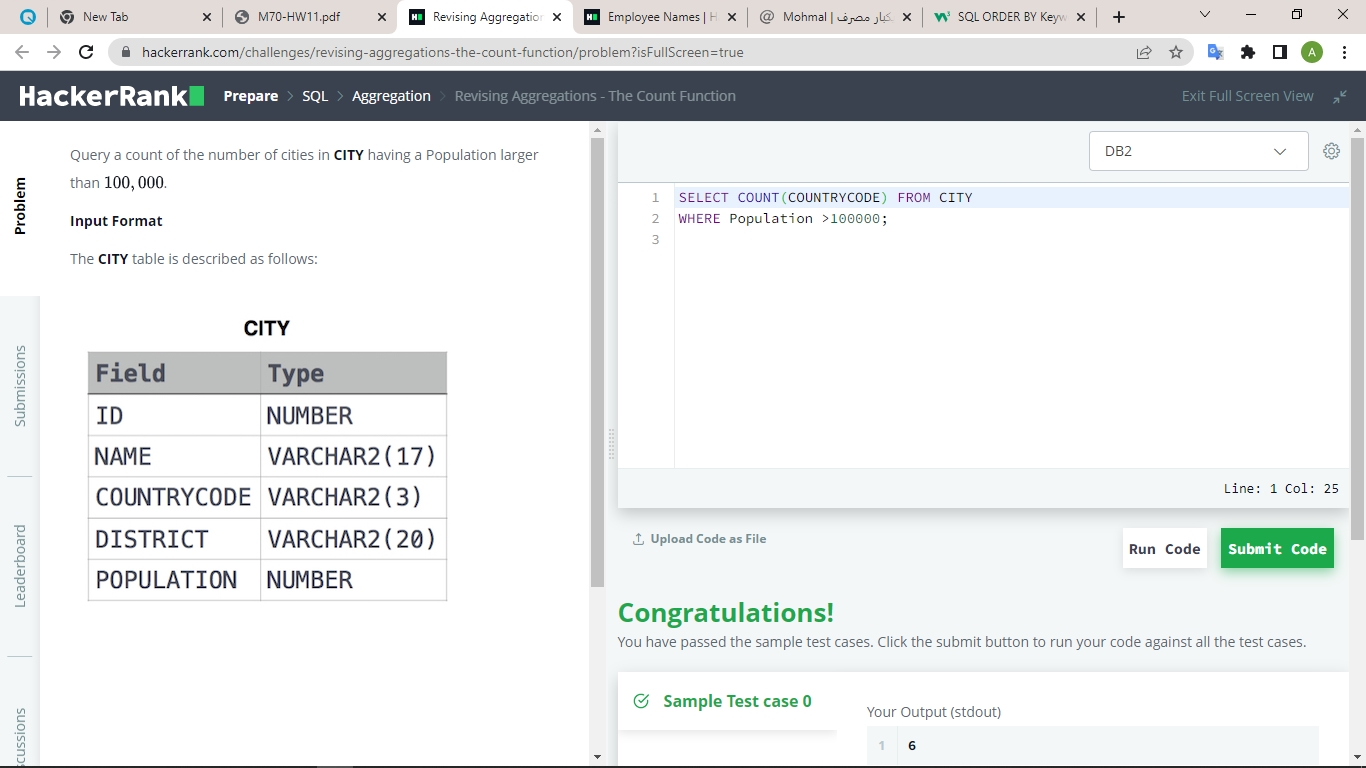 New Tab
M70-HW11.pdf
Revising Aggregation
Employee Names | H
Mohmal |
SQL ORDER BY Keyw
hackerrank.com/challenges/revising-aggregations-the-count-function/problem?isFullScreen=true
A
HackerRank
Prepare > SQL > Aggregation > Revising Aggregations - The Count Function
Exit Full Screen View
Problem
Submissions
Leaderboard
Query a count of the number of cities in CITY having a Population larger
than 100,000.
Input Format
The CITY table is described as follows:
CITY
Field Type
ID NUMBER
NAME VARCHAR2(17)
COUNTRYCODE VARCHAR2(3)
DISTRICT VARCHAR2(20)
POPULATION NUMBER
DB2
1 SELECT COUNT(COUNTRYCODE) FROM CITY
2 WHERE Population >100000;
3
Line: 1 Col: 25
Upload Code as File
Run Code
Submit Code
Congratulations!
You have passed the sample test cases. Click the submit button to run your code against all the test cases.
Sample Test case 0
Your Output (stdout)
1 6